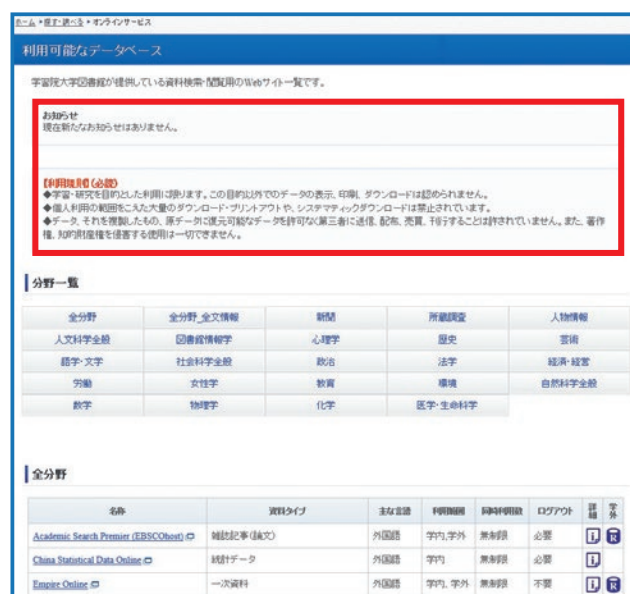 ホーム ▸ 探す・調べる ▸ オンラインサービス
利用可能なデータベース
学習院大学図書館が提供している資料検索・閲覧用のWebサイト一覧です。
お知らせ
現在新たなお知らせはありません。
【利用規則(必読)】
◆学習・研究を目的とした利用に限ります。この目的以外でのデータの表示、印刷、ダウンロードは認められません。
◆個人利用の範囲をこえた大量のダウンロード・プリントアウトや、システマティックダウンロードは禁止されています。
◆データ、それを複製したもの、原データに復元可能なデータを許可なく第三者に送信、配布、売買、刊行することは許されていません。また、著作
権、知的財産権を侵害する使用は一切できません。
分野一覧
全分野 全分野_全文情報 新聞 所蔵調査 人物情報
人文科学全般 図書館情報学 心理学 歴史 芸術
語学・文学 社会科学全般 政治 法学 経済・経営
労働 女性学 教育 環境 自然科学全般
数学 物理学 化学 医学・生命科学
全分野
名称 資料タイプ 主な言語 利用範囲 同時利用数 ログアウト 詳細 学外
Academic Search Premier (EBSCOhost) 雑誌記事(論文) 外国語 学内,学外 無制限 必要 i R
China Statistical Data Online 統計データ 外国語 学内 無制限 必要 i
Empire Online 一次資料 外国語 学内, 学外 無制限 不要 i R